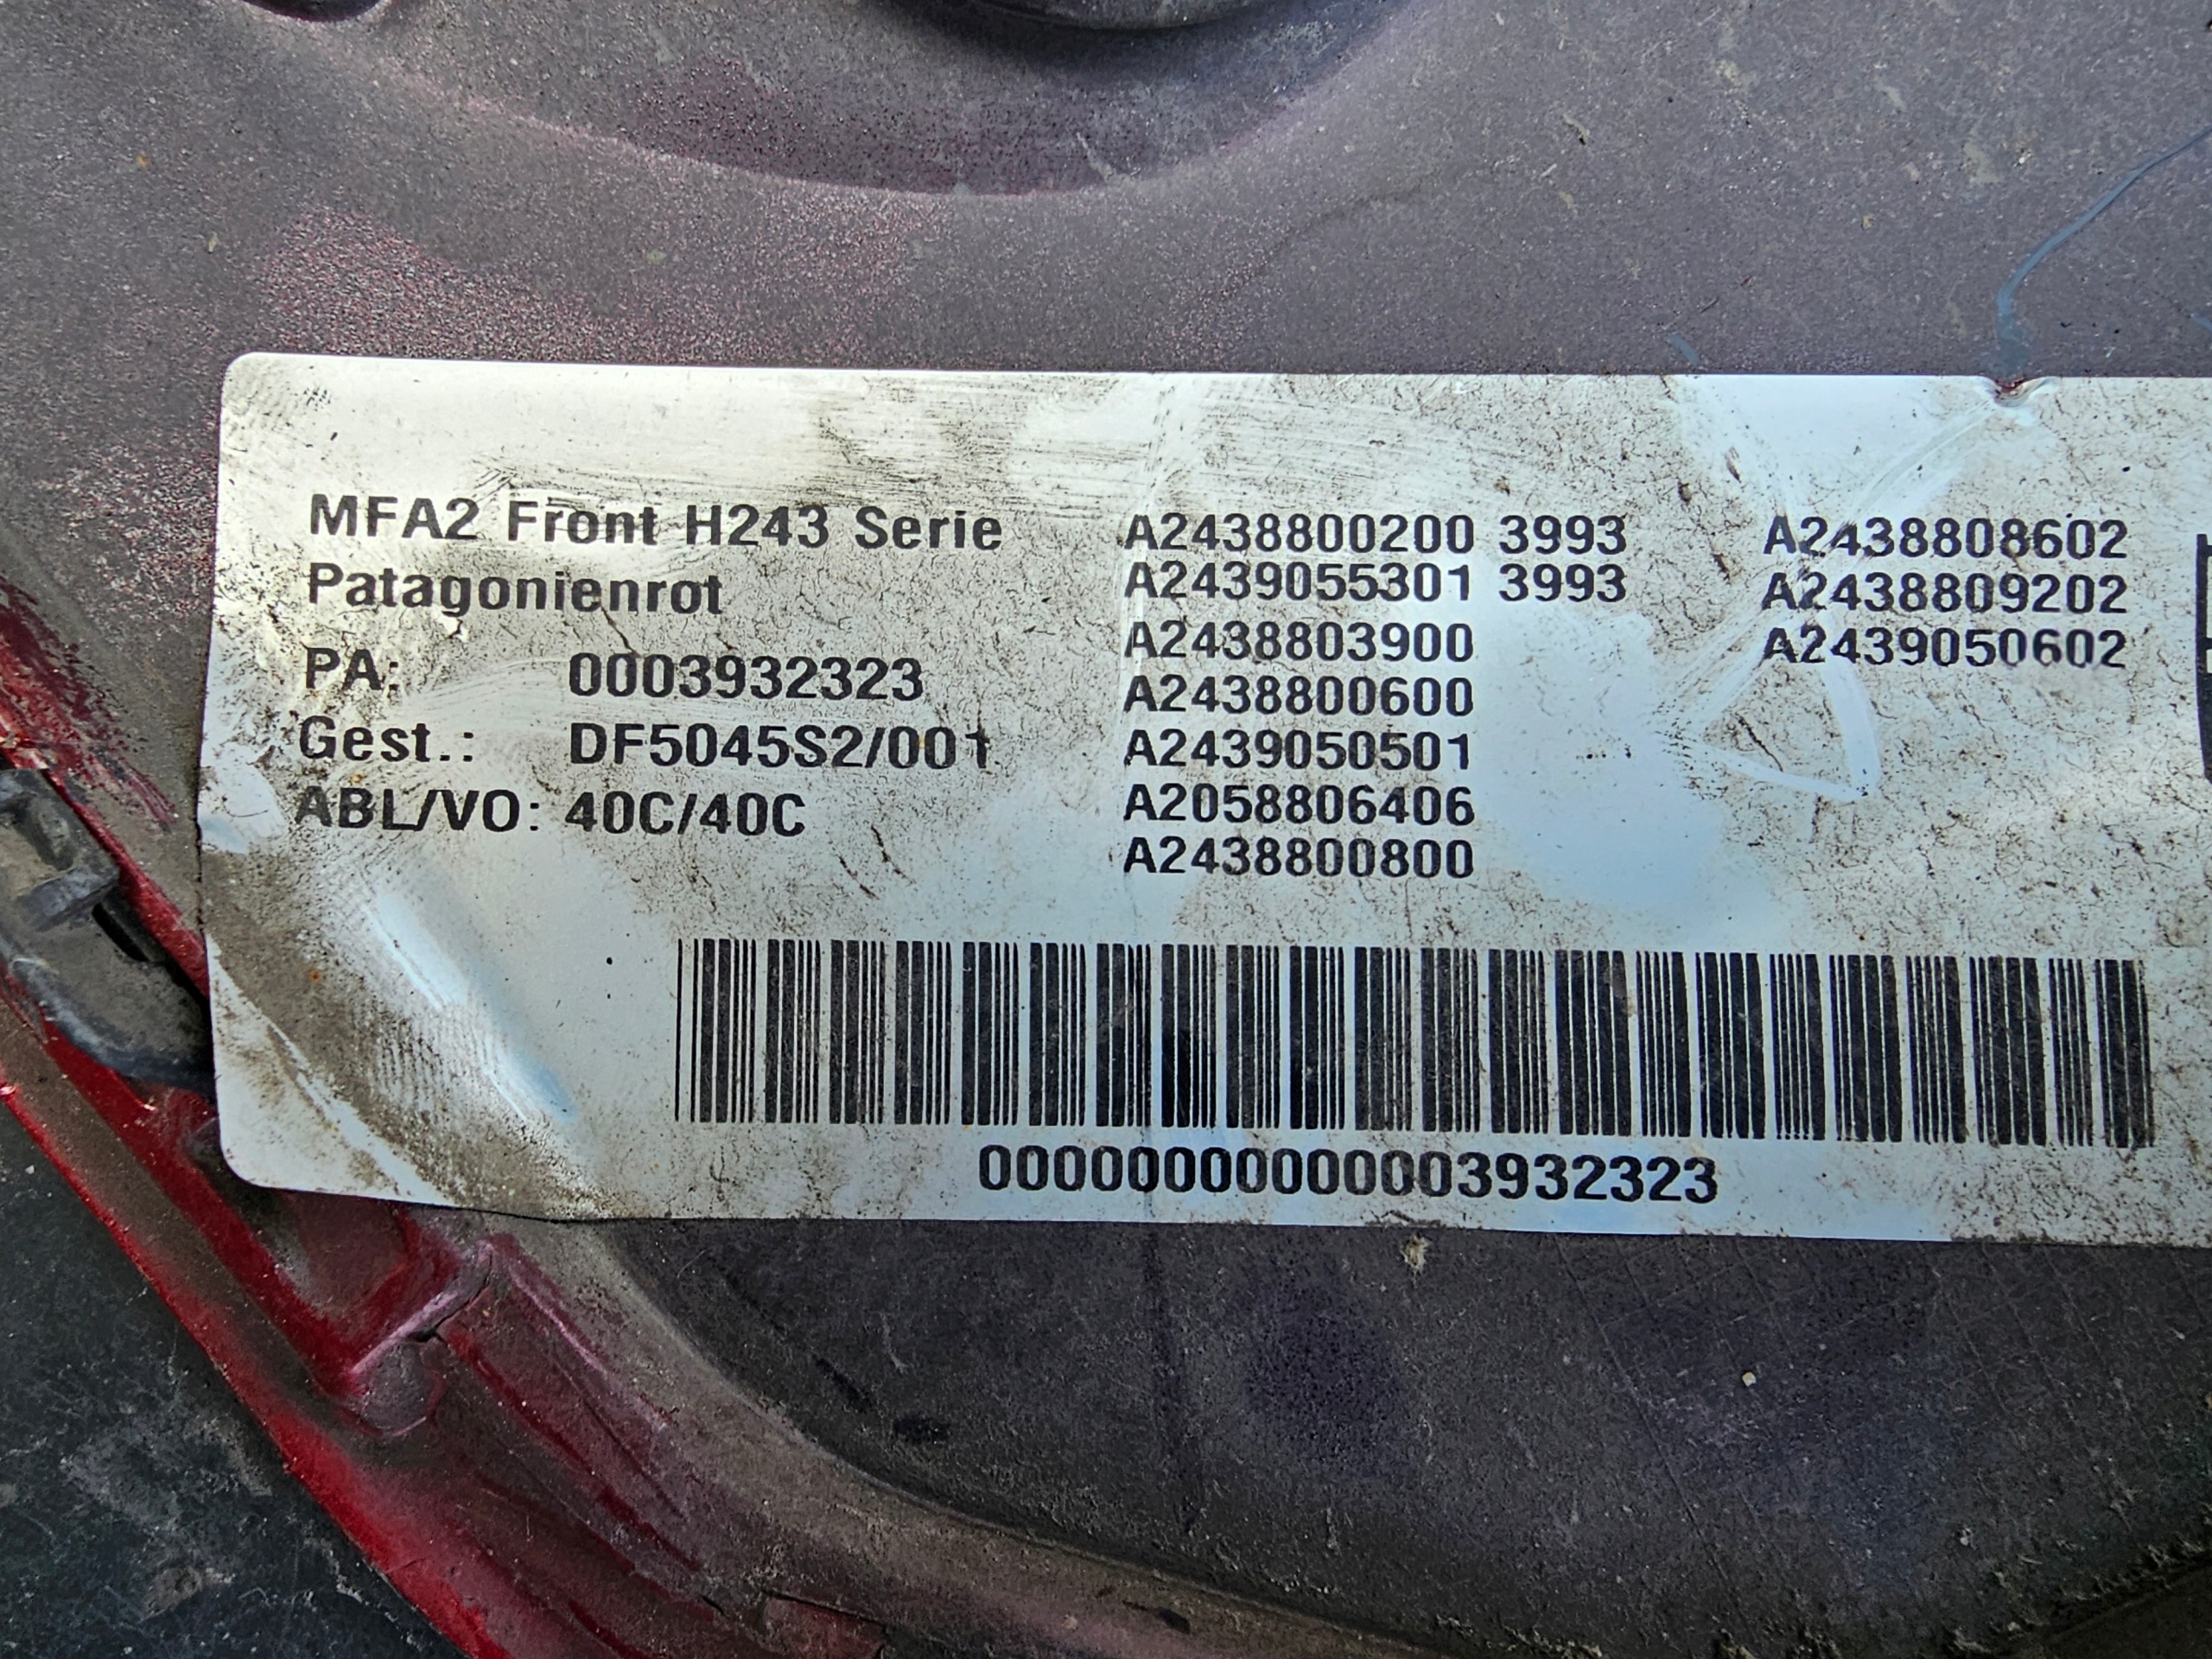 MFA2 Front H243 Serie
Patagonienrot
PA: 0003932323
Gest.: DF5045S2/001
ABL/VO: 40C/40C
A2438800200 3993
A2439055301 3993
A2438803900
A2438800600
A2439050501
A2058806406
A2438800800
A2438808602
A2438809202
A2439050602
00000000000003932323